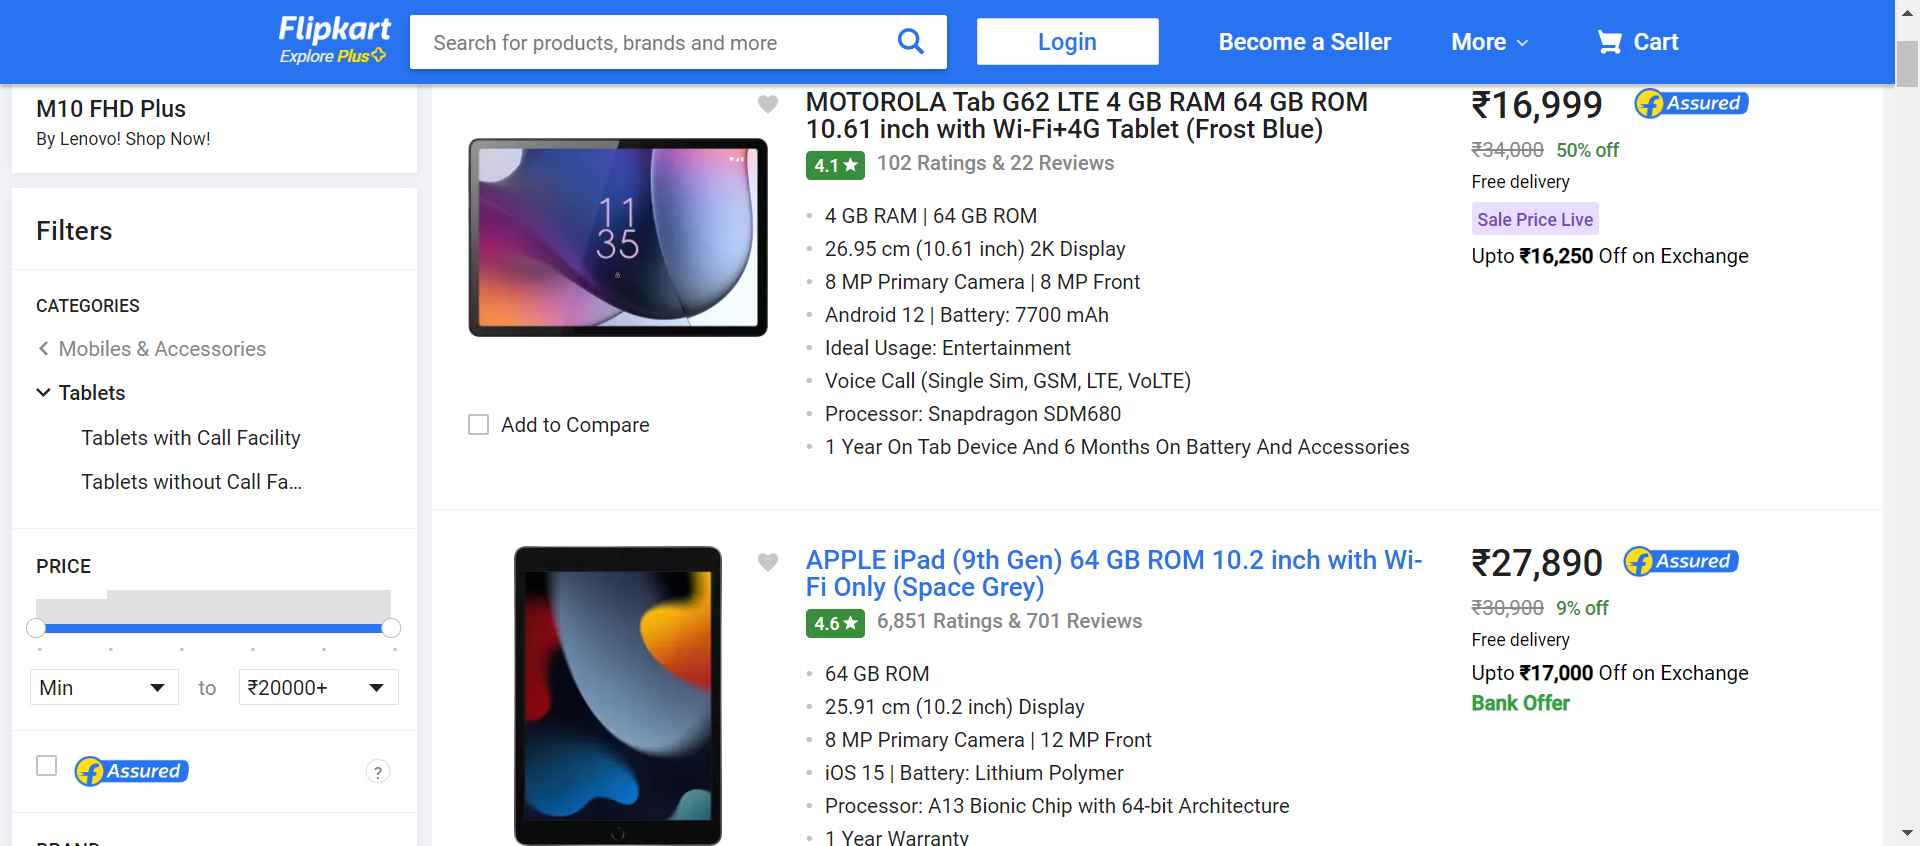 Flipkart
Explore Plus
Search for products, brands and more
Login
Become a Seller
More
Cart
M10 FHD Plus
By Lenovo! Shop Now!
Filters
CATEGORIES
Mobiles & Accessories
Tablets
Tablets with Call Facility
Tablets without Call Fa...
PRICE
Min
to
₹20000+
Assured
?
11
35
Add to Compare
MOTOROLA Tab G62 LTE 4 GB RAM 64 GB ROM
10.61 inch with Wi-Fi+4G Tablet (Frost Blue)
4.1★ 102 Ratings & 22 Reviews
4 GB RAM | 64 GB ROM
26.95 cm (10.61 inch) 2K Display
8 MP Primary Camera | 8 MP Front
Android 12 | Battery: 7700 mAh
Ideal Usage: Entertainment
Voice Call (Single Sim, GSM, LTE, VoLTE)
Processor: Snapdragon SDM680
1 Year On Tab Device And 6 Months On Battery And Accessories
₹16,999 Assured
₹34,000 50% off
Free delivery
Sale Price Live
Upto ₹16,250 Off on Exchange
APPLE iPad (9th Gen) 64 GB ROM 10.2 inch with Wi-
Fi Only (Space Grey)
4.6★ 6,851 Ratings & 701 Reviews
64 GB ROM
25.91 cm (10.2 inch) Display
8 MP Primary Camera | 12 MP Front
iOS 15 | Battery: Lithium Polymer
Processor: A13 Bionic Chip with 64-bit Architecture
1 Year Warranty
₹27,890 Assured
₹30,900 9% off
Free delivery
Upto ₹17,000 Off on Exchange
Bank Offer